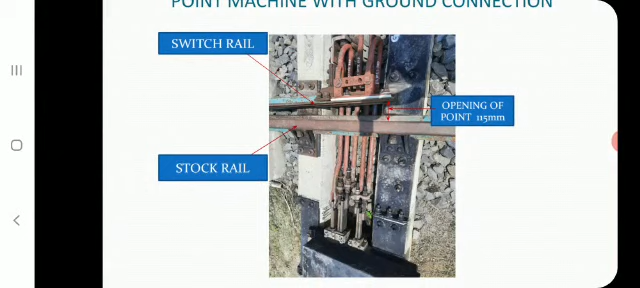 POINT MACHINE WITH GROUND CONNECTION
SWITCH RAIL
OPENING OF
POINT 115mm
STOCK RAIL